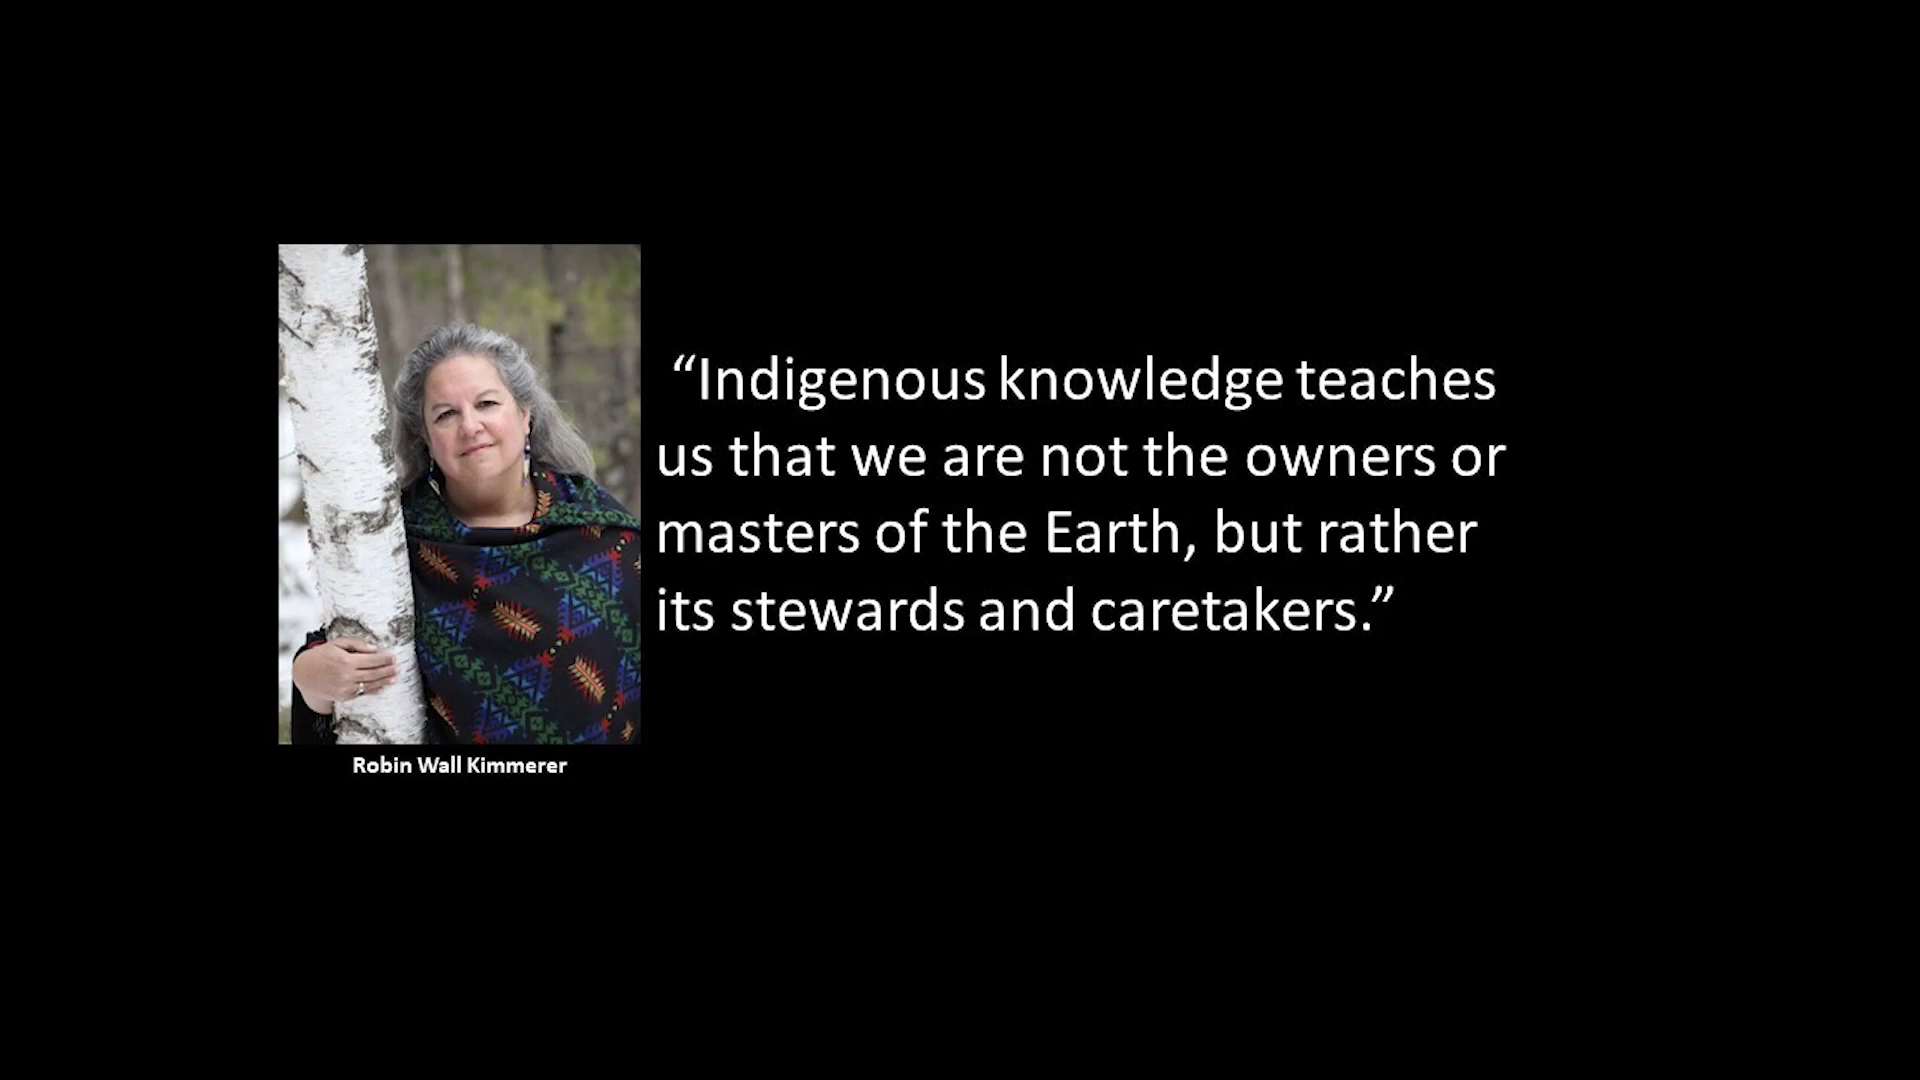 “Indigenous knowledge teaches
us that we are not the owners or
masters of the Earth, but rather
its stewards and caretakers.”
Robin Wall Kimmerer